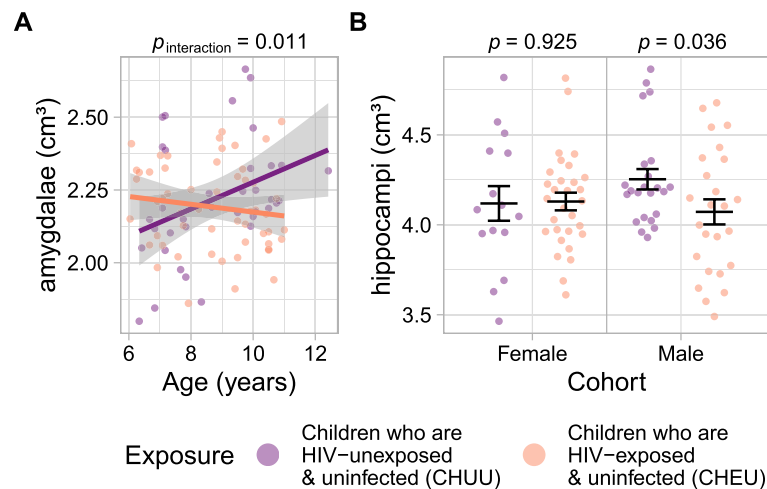 A
B
p interaction = 0.011
p = 0.925
p = 0.036
amygdalae (cm³)
2.50
2.25
2.00
6
8
10
12
Age (years)
hippocampi (cm³)
4.5
4.0
3.5
Female
Male
Cohort
Exposure
Children who are
HIV−unexposed
& uninfected (CHUU)
Children who are
HIV−exposed
& uninfected (CHEU)